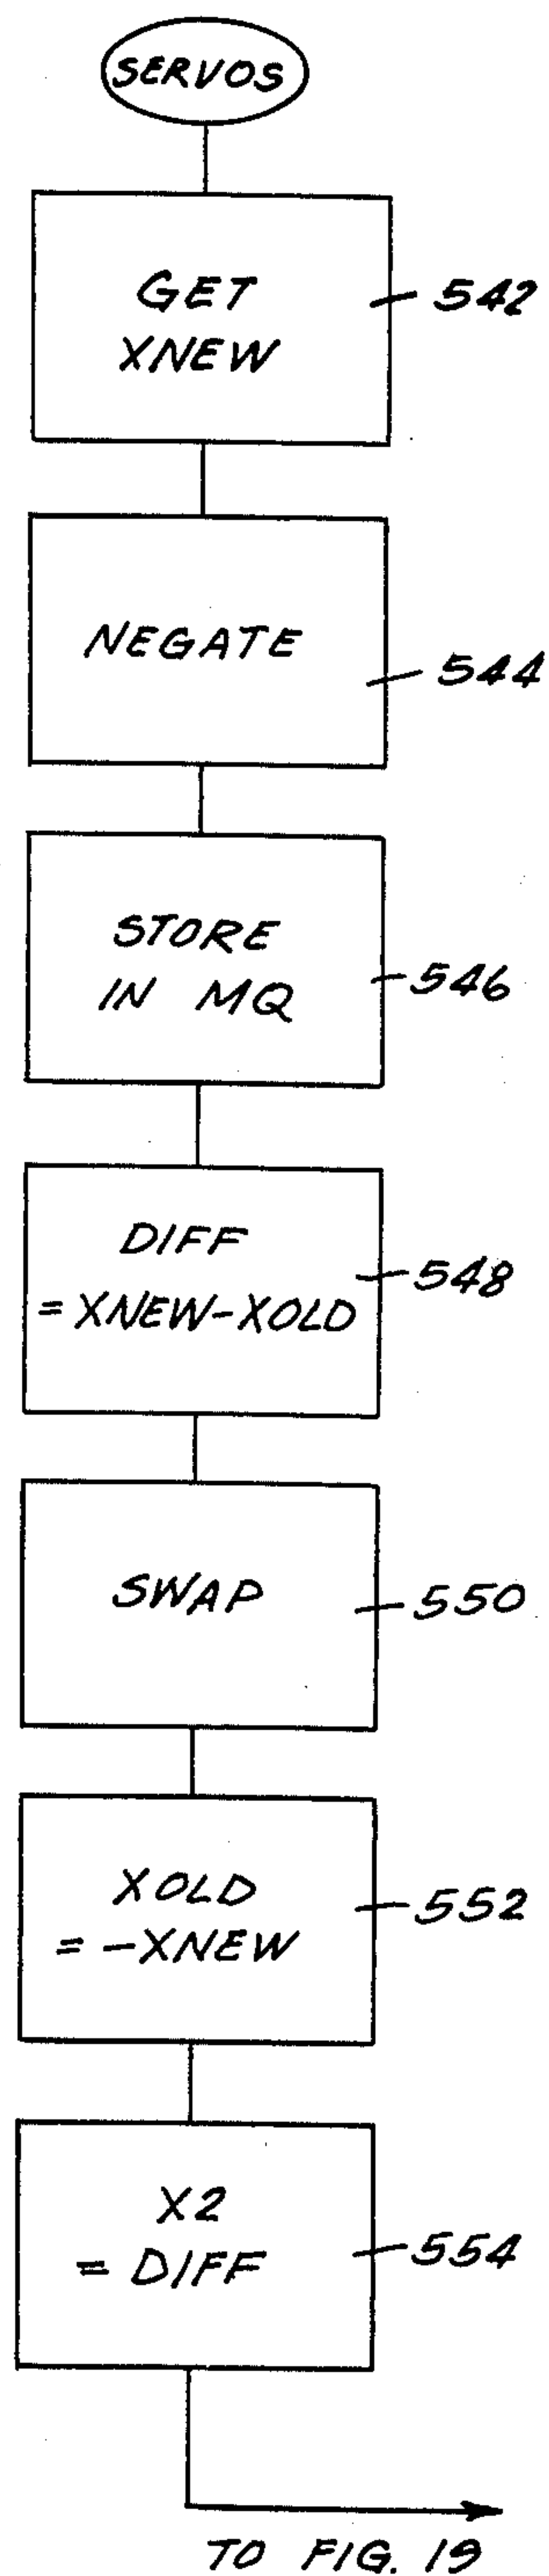 SERVOS
GET
XNEW
542
NEGATE
544
STORE
IN MQ
546
DIFF
= XNEW-XOLD
548
SWAP
550
XOLD
= -XNEW
552
X2
= DIFF
554
TO FIG. 19